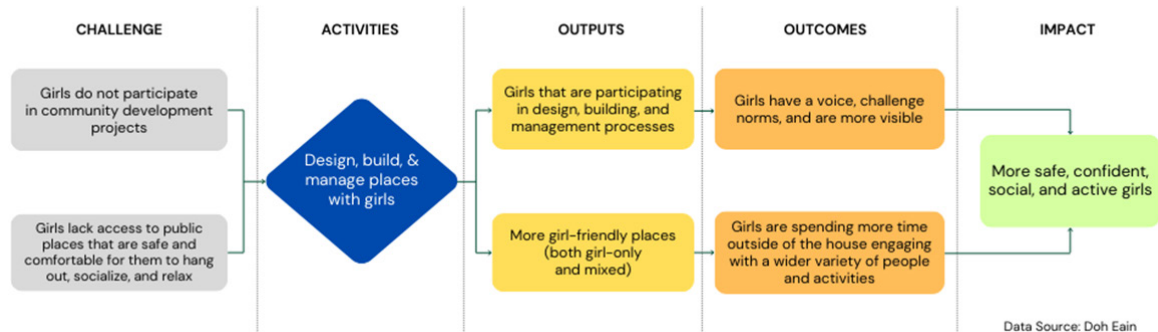 CHALLENGE
ACTIVITIES
OUTPUTS
OUTCOMES
IMPACT
Girls do not participate
in community development
projects
Girls lack access to public
places that are safe and
comfortable for them to hang
out, socialize, and relax
Design, build, &
manage places
with girls
Girls that are participating
in design, building, and
management processes
More girl-friendly places
(both girl-only
and mixed)
Girls have a voice, challenge
norms, and are more visible
Girls are spending more time
outside of the house engaging
with a wider variety of people
and activities
More safe, confident,
social, and active girls
Data Source: Doh Eain